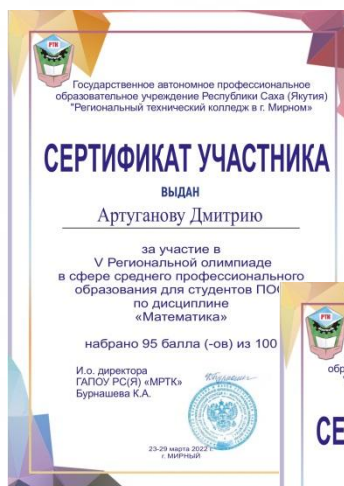 РТК
Государственное автономное профессиональное
образовательное учреждение Республики Саха (Якутия)
"Региональный технический колледж в г. Мирном»
СЕРТИФИКАТ УЧАСТНИКА
ВЫДАН
Артуганову Дмитрию
за участие в
V Региональной олимпиаде
в сфере среднего профессионального
образования для студентов ПОО
по дисциплине
«Математика»
набрано 95 балла (-ов) из 100
И.о. директора
ГАПОУ РС(Я) «МРТК»
Бурнашева К.А.
23-29 марта 2022 г.
г. МИРНЫЙ
РТК
обр
СЕ